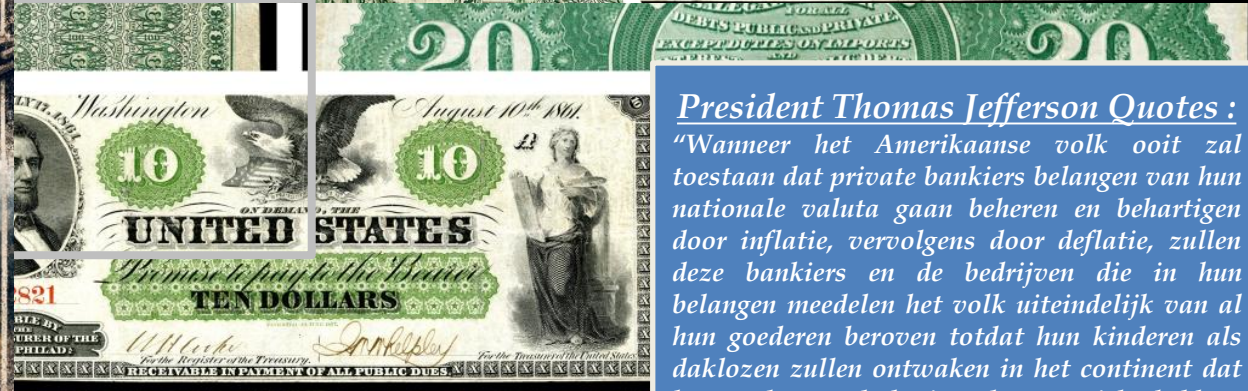 20
20
FOR ALL
DEBTS PUBLIC AND PRIVATE
EXCEPT DUTIES ON IMPORTS
100
100
Washington
August 10th 1861.
10
10
ON DEMAND, THE
UNITED STATES
Promise to pay to the Bearer
TEN DOLLARS
821
For the Register of the Treasury.
For the Treasurer of the United States.
RECEIVABLE IN PAYMENT OF ALL PUBLIC DUES
President Thomas Jefferson Quotes :
“Wanneer het Amerikaanse volk ooit zal
toestaan dat private bankiers belangen van hun
nationale valuta gaan beheren en behartigen
door inflatie, vervolgens door deflatie, zullen
deze bankiers en de bedrijven die in hun
belangen meedelen het volk uiteindelijk van al
hun goederen beroven totdat hun kinderen als
daklozen zullen ontwaken in het continent dat